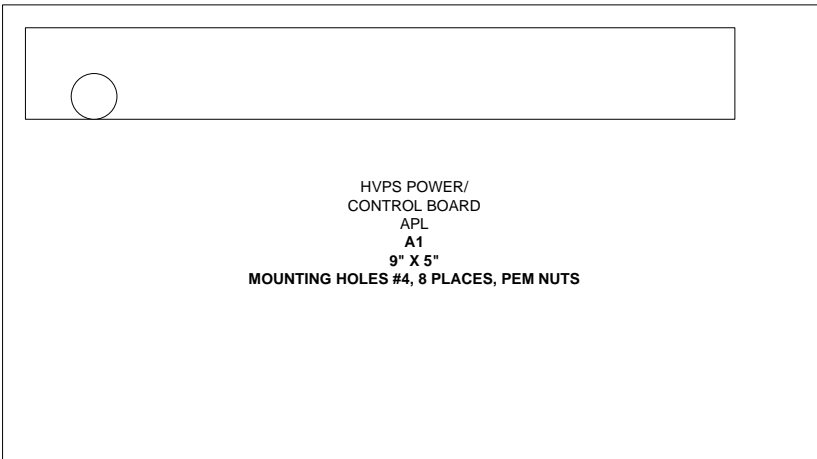 HVPS POWER/
CONTROL BOARD
APL
A1
9" X 5"
MOUNTING HOLES #4, 8 PLACES, PEM NUTS